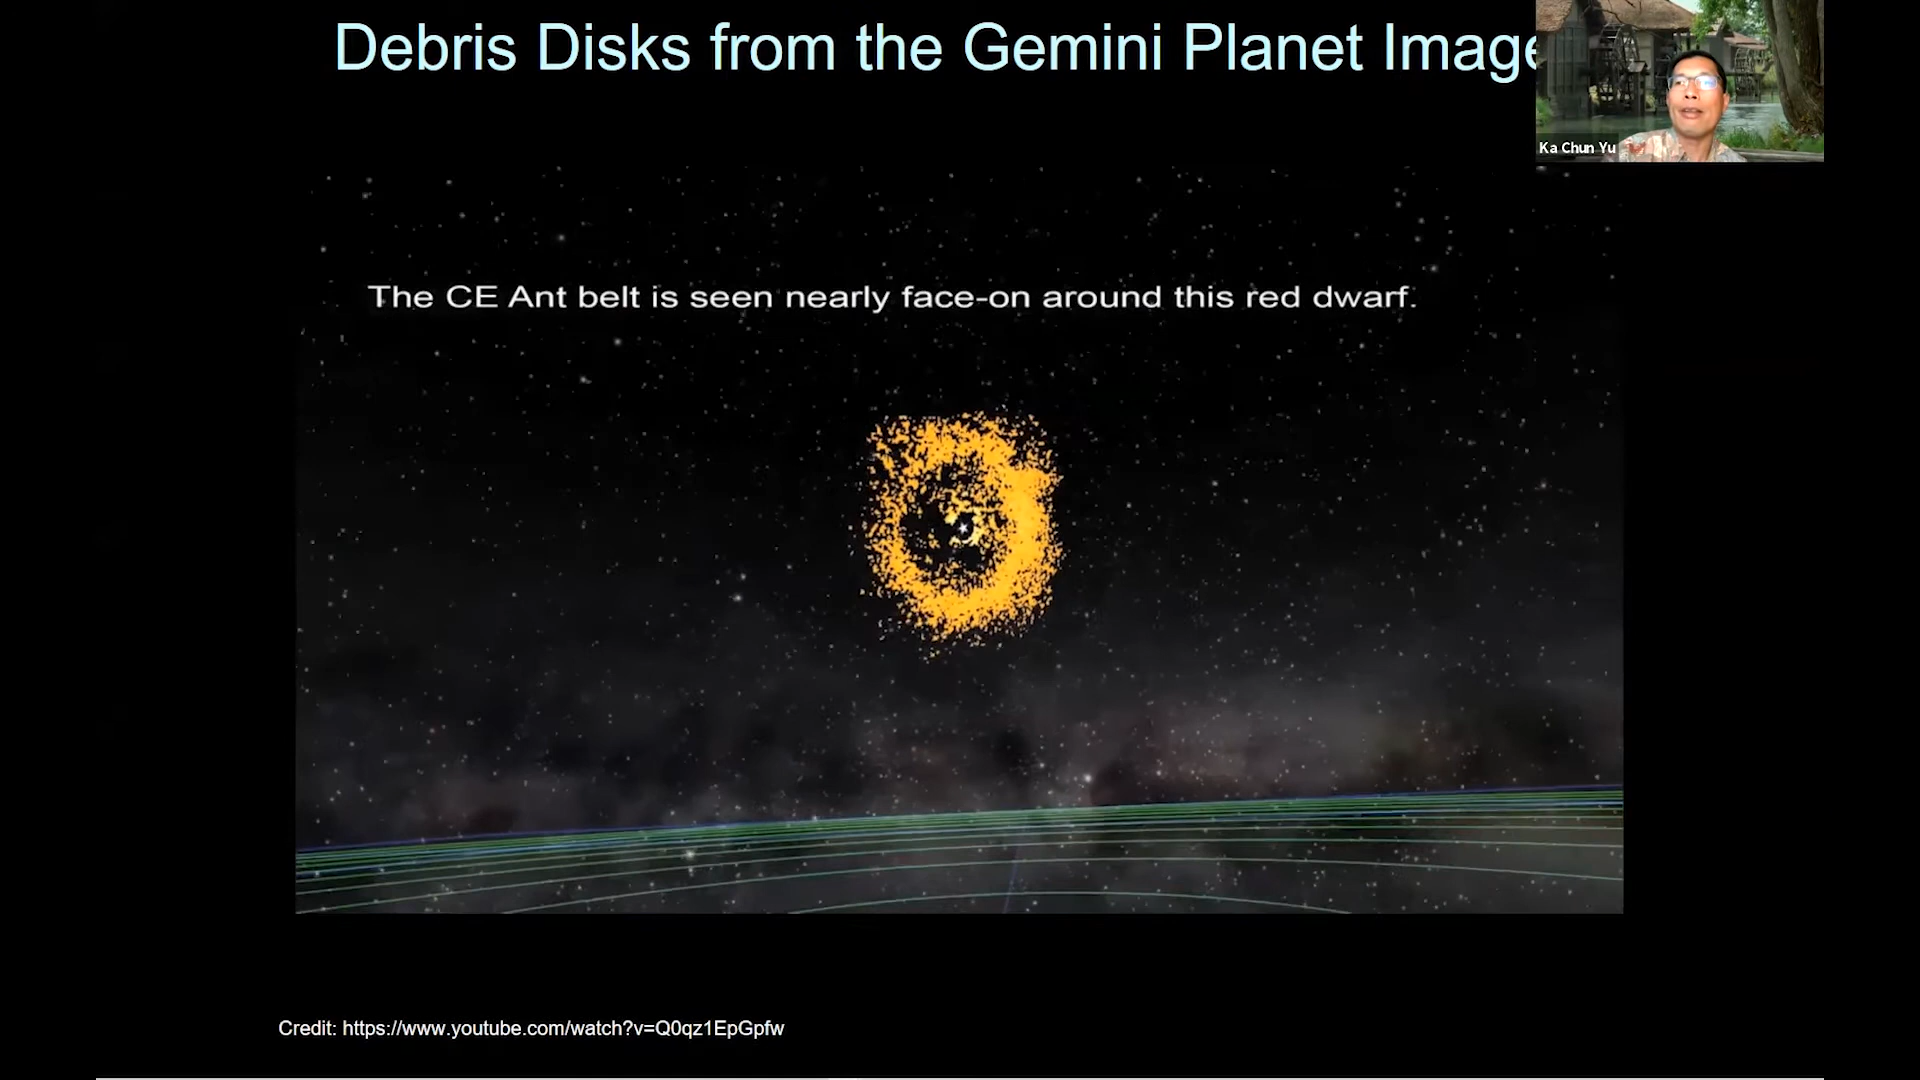 Debris Disks from the Gemini Planet Image
Ka Chun Yu
The CE Ant belt is seen nearly face-on around this red dwarf.
Credit: https://www.youtube.com/watch?v=Q0qz1EpGpfw